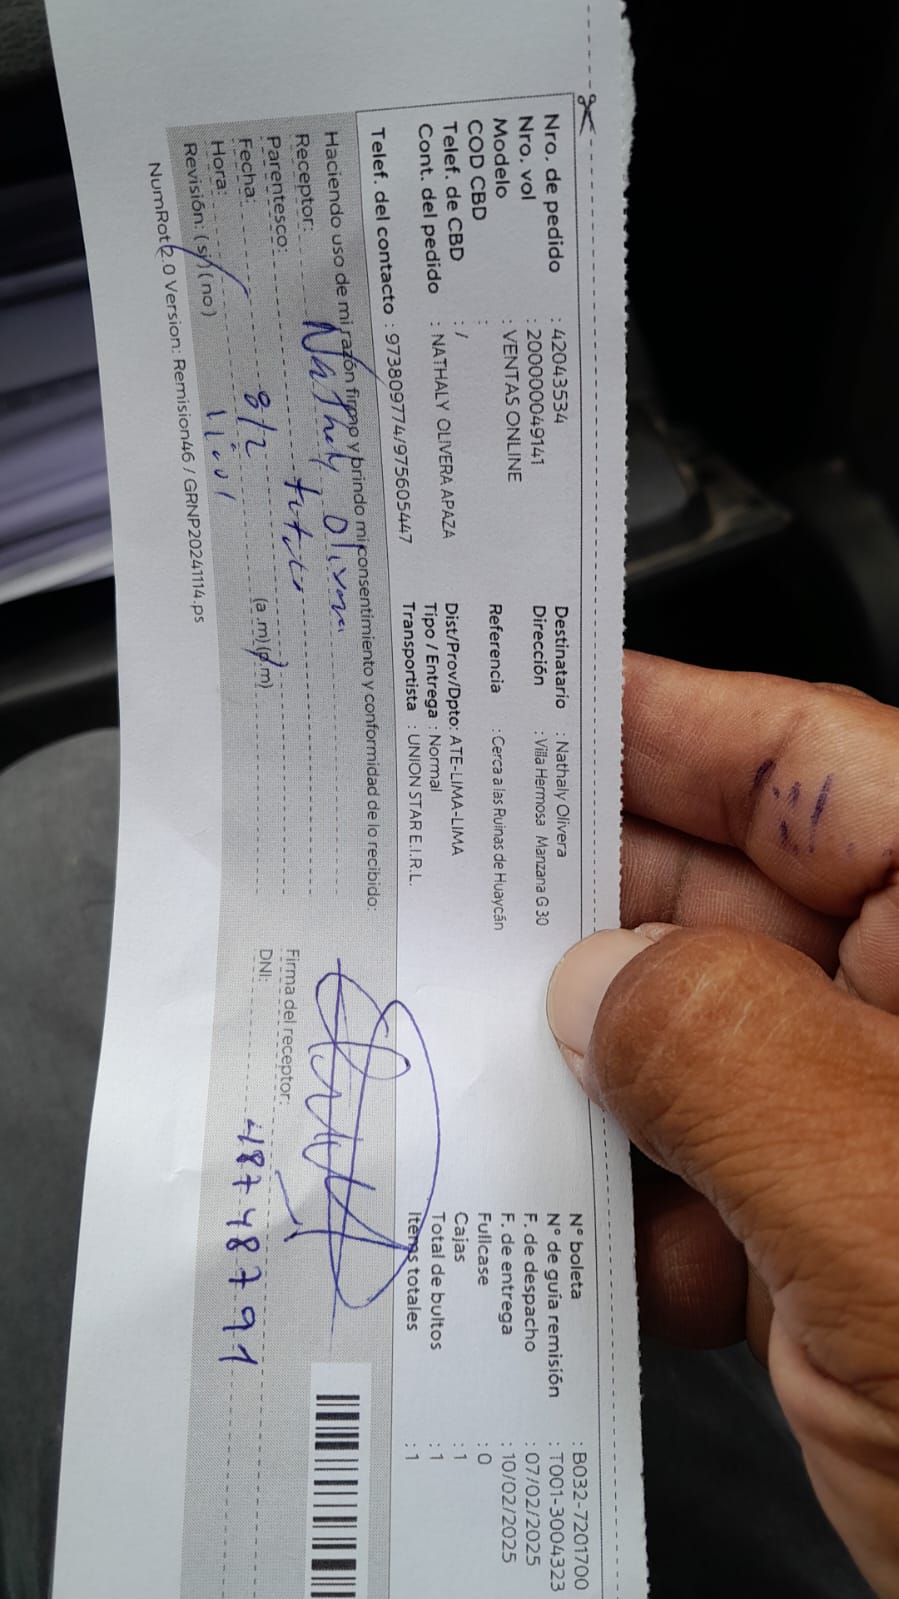 Nro. de pedido : 42043534
Nro. vol : 200000049141
Modelo : VENTAS ONLINE
COD CBD :
Telef. de CBD : /
Cont. del pedido : NATHALY OLIVERA APAZA
Telef. del contacto : 973809774/975605447
Destinatario : Nathaly Olivera
Dirección : Villa Hermosa Manzana G 30
Referencia : Cerca a las Ruinas de Huaycán
Dist/Prov/Dpto: ATE-LIMA-LIMA
Tipo / Entrega : Normal
Transportista : UNION STAR E.I.R.L.
N° boleta : B032-7201700
N° de guia remisión : T001-3004323
F. de despacho : 07/02/2025
F. de entrega : 10/02/2025
Fullcase : 0
Cajas : 1
Total de bultos : 1
Items totales : 1
Haciendo uso de mi razón firmo y brindo mi consentimiento y conformidad de lo recibido:
Receptor: Nathaly Olivera
Parentesco: titular
Fecha: 8/2
Hora: 11:01 (a.m) (p.m)
Revisión: (si) (no)
Firma del receptor:
DNI: 48748791
NumRot 2.0 Version: Remision46 / GRNP20241114.ps